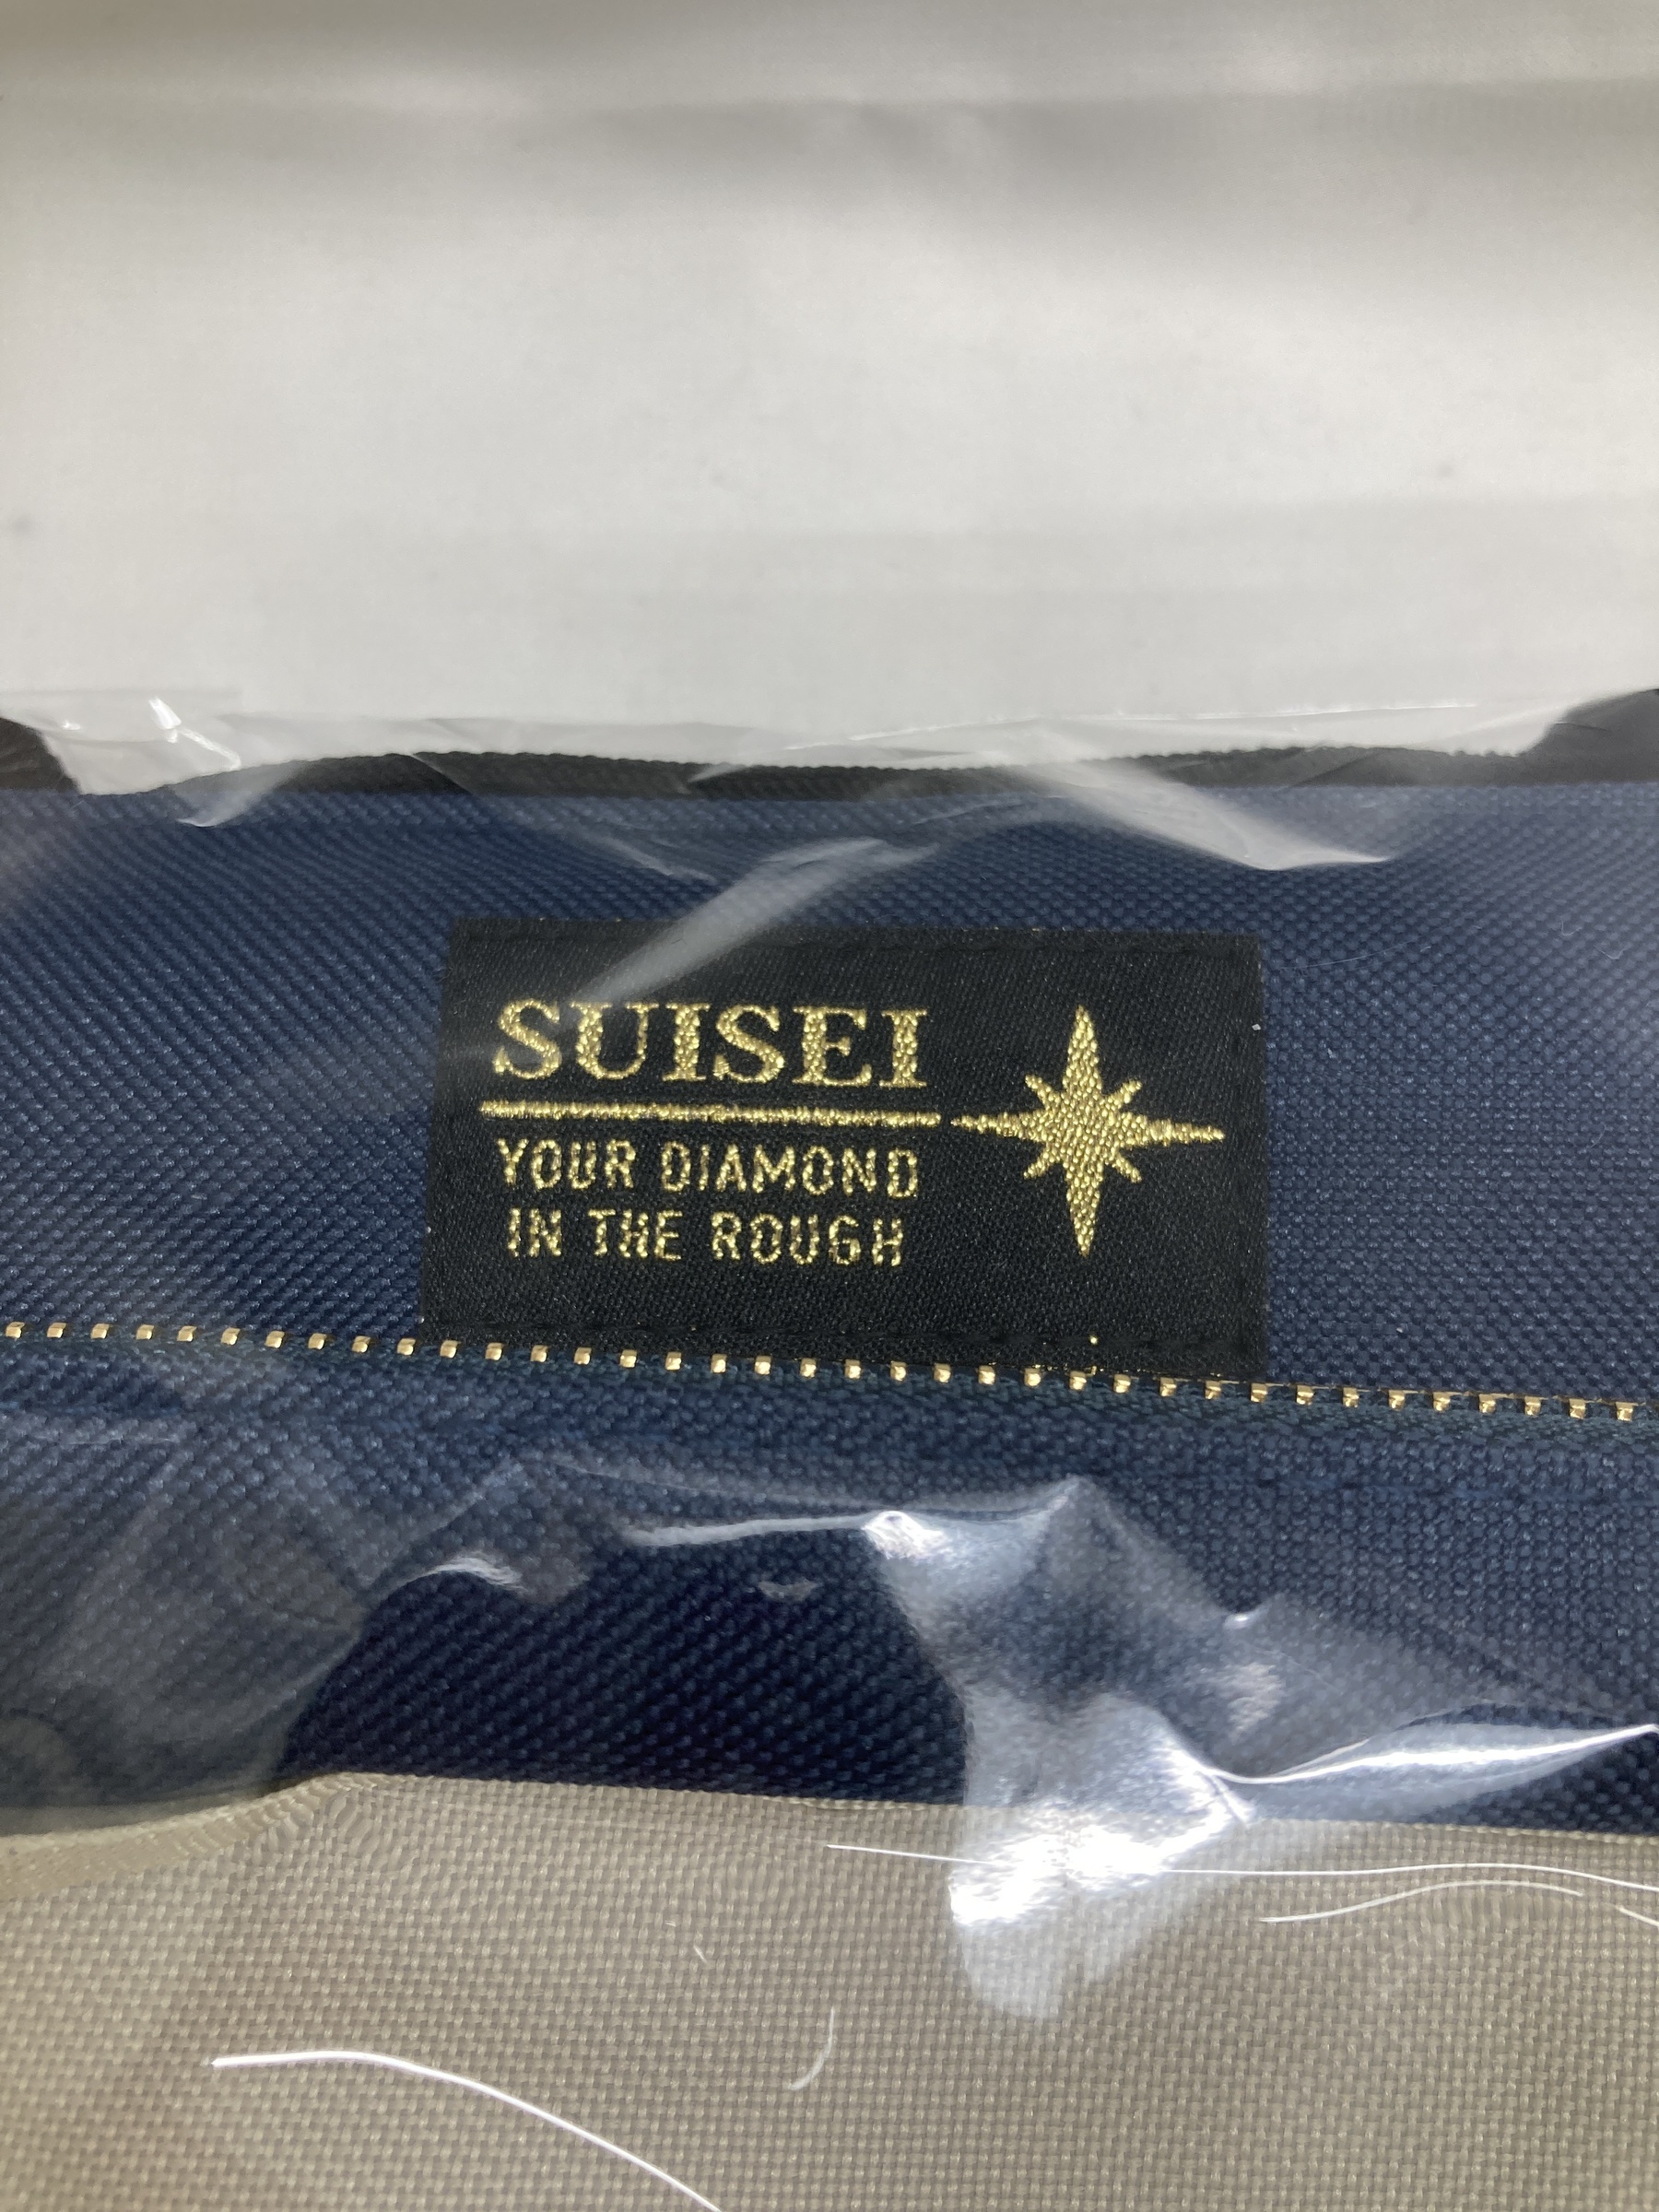 SUISEI
YOUR DIAMOND
IN THE ROUGH